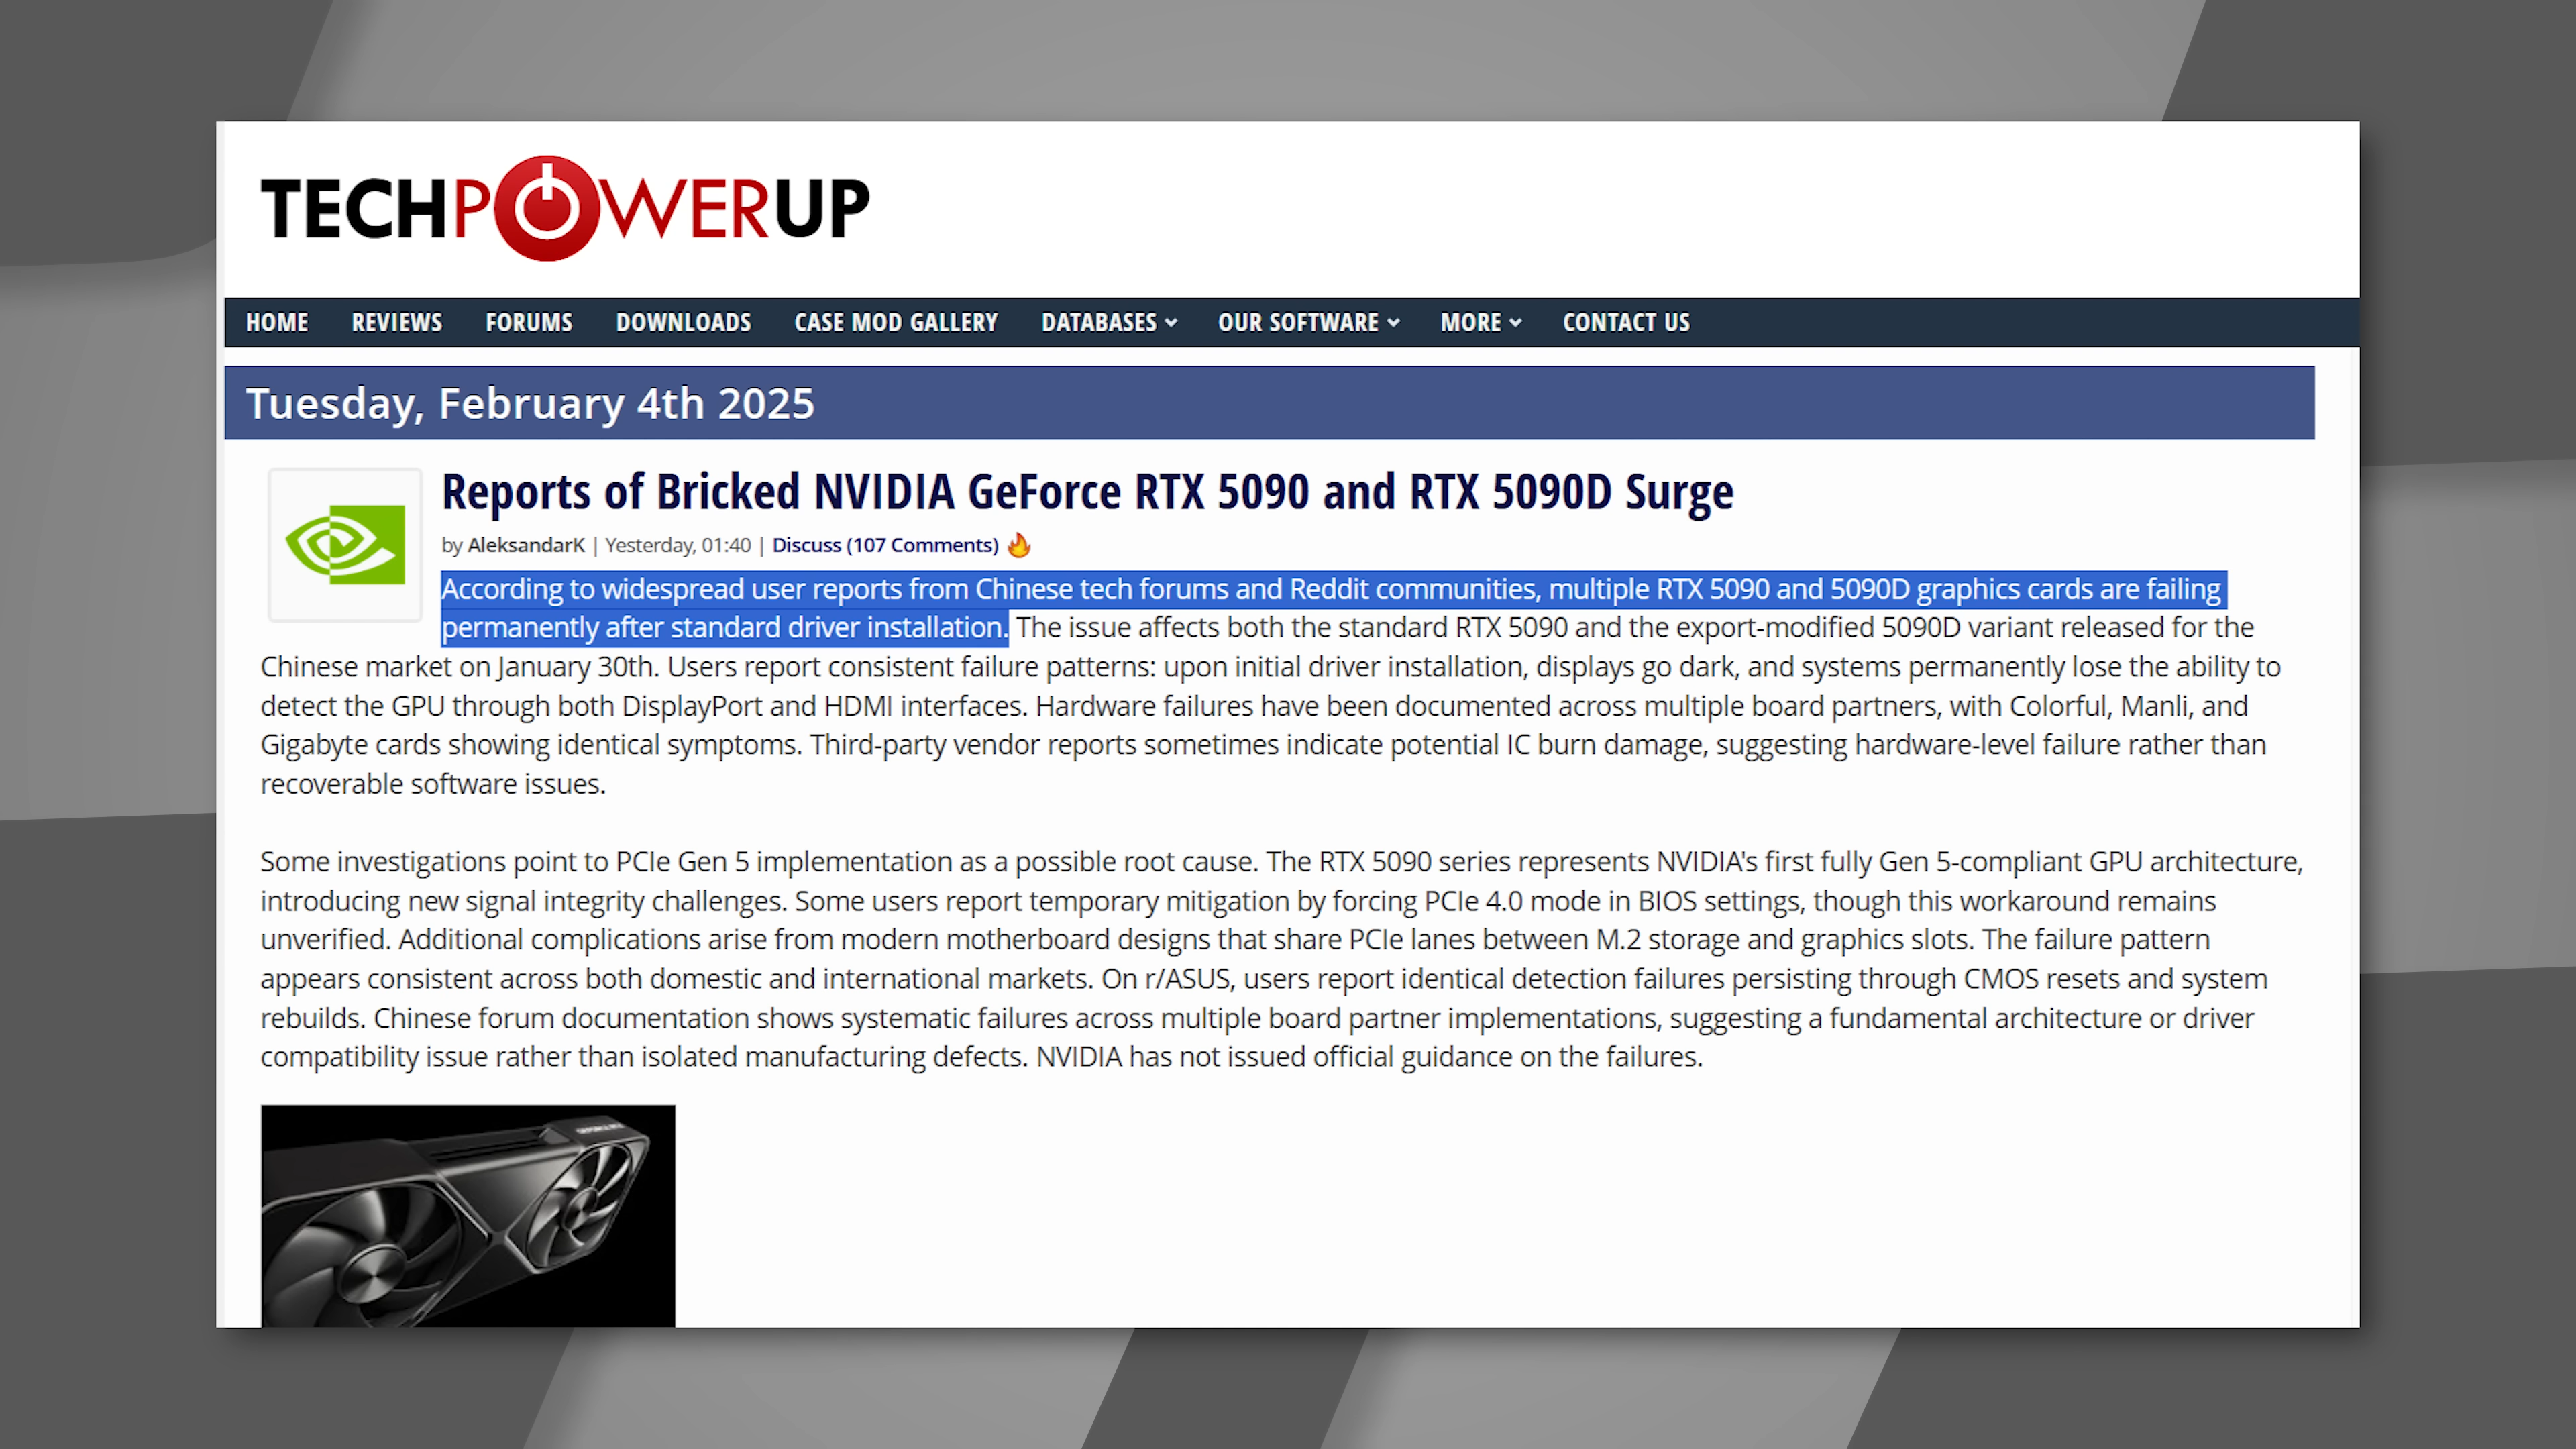 TECHPOWERUP
HOME REVIEWS FORUMS DOWNLOADS CASE MOD GALLERY DATABASES OUR SOFTWARE MORE CONTACT US
Tuesday, February 4th 2025
Reports of Bricked NVIDIA GeForce RTX 5090 and RTX 5090D Surge
by AleksandarK | Yesterday, 01:40 | Discuss (107 Comments)
According to widespread user reports from Chinese tech forums and Reddit communities, multiple RTX 5090 and 5090D graphics cards are failing
permanently after standard driver installation. The issue affects both the standard RTX 5090 and the export-modified 5090D variant released for the
Chinese market on January 30th. Users report consistent failure patterns: upon initial driver installation, displays go dark, and systems permanently lose the ability to
detect the GPU through both DisplayPort and HDMI interfaces. Hardware failures have been documented across multiple board partners, with Colorful, Manli, and
Gigabyte cards showing identical symptoms. Third-party vendor reports sometimes indicate potential IC burn damage, suggesting hardware-level failure rather than
recoverable software issues.
Some investigations point to PCIe Gen 5 implementation as a possible root cause. The RTX 5090 series represents NVIDIA's first fully Gen 5-compliant GPU architecture,
introducing new signal integrity challenges. Some users report temporary mitigation by forcing PCIe 4.0 mode in BIOS settings, though this workaround remains
unverified. Additional complications arise from modern motherboard designs that share PCIe lanes between M.2 storage and graphics slots. The failure pattern
appears consistent across both domestic and international markets. On r/ASUS, users report identical detection failures persisting through CMOS resets and system
rebuilds. Chinese forum documentation shows systematic failures across multiple board partner implementations, suggesting a fundamental architecture or driver
compatibility issue rather than isolated manufacturing defects. NVIDIA has not issued official guidance on the failures.